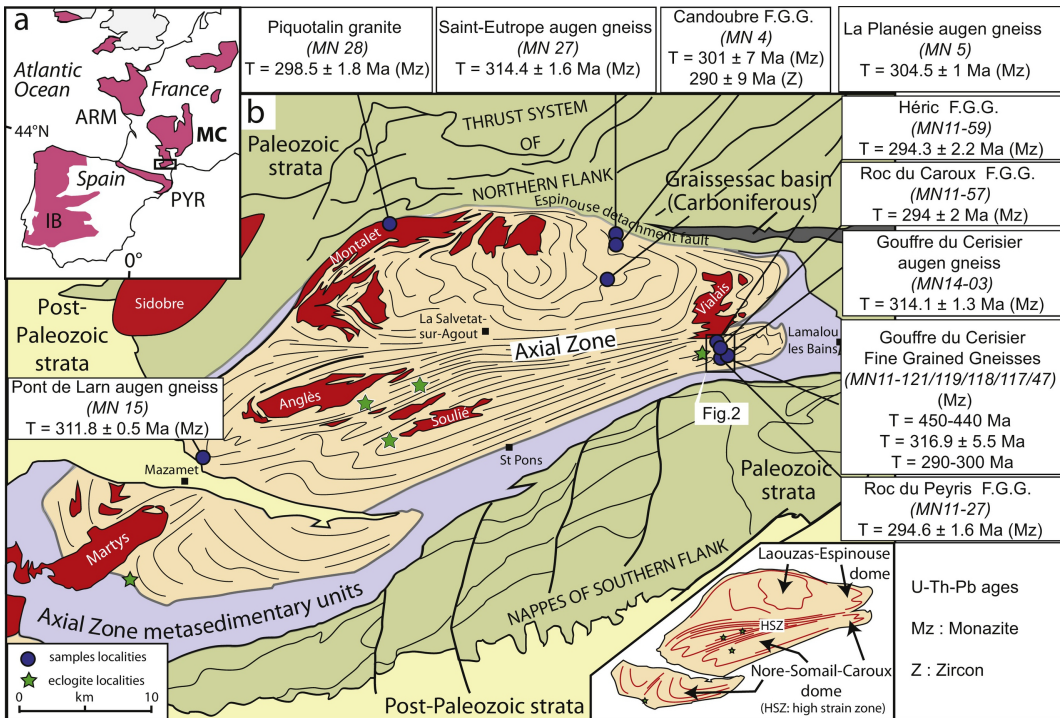 a
Atlantic
Ocean
France
ARM
MC
44°N
Spain
PYR
IB
0°
Piquotalin granite
(MN 28)
T = 298.5 ± 1.8 Ma (Mz)
Saint-Eutrope augen gneiss
(MN 27)
T = 314.4 ± 1.6 Ma (Mz)
Candoubre F.G.G.
(MN 4)
T = 301 ± 7 Ma (Mz)
290 ± 9 Ma (Z)
La Planésie augen gneiss
(MN 5)
T = 304.5 ± 1 Ma (Mz)
Héric F.G.G.
(MN11-59)
T = 294.3 ± 2.2 Ma (Mz)
Roc du Caroux F.G.G.
(MN11-57)
T = 294 ± 2 Ma (Mz)
Gouffre du Cerisier
augen gneiss
(MN14-03)
T = 314.1 ± 1.3 Ma (Mz)
Gouffre du Cerisier
Fine Grained Gneisses
(MN11-121/119/118/117/47)
(Mz)
T = 450-440 Ma
T = 316.9 ± 5.5 Ma
T = 290-300 Ma
Roc du Peyris F.G.G.
(MN11-27)
T = 294.6 ± 1.6 Ma (Mz)
b
THRUST SYSTEM
OF
NORTHERN FLANK
Paleozoic
strata
Graissessac basin
(Carboniferous)
Espinouse detachment fault
Montalet
Sidobre
Post-
Paleozoic
strata
La Salvetat-
sur-Agout
Axial Zone
Vialais
Lamalou
les Bains
Fig.2
Anglès
Soulié
St Pons
Pont de Larn augen gneiss
(MN 15)
T = 311.8 ± 0.5 Ma (Mz)
Mazamet
Martys
Paleozoic
strata
NAPPES OF SOUTHERN FLANK
Axial Zone metasedimentary units
Post-Paleozoic strata
samples localities
eclogite localities
0 km 10
Laouzas-Espinouse
dome
HSZ
Nore-Somail-Caroux
dome
(HSZ: high strain zone)
U-Th-Pb ages
Mz : Monazite
Z : Zircon